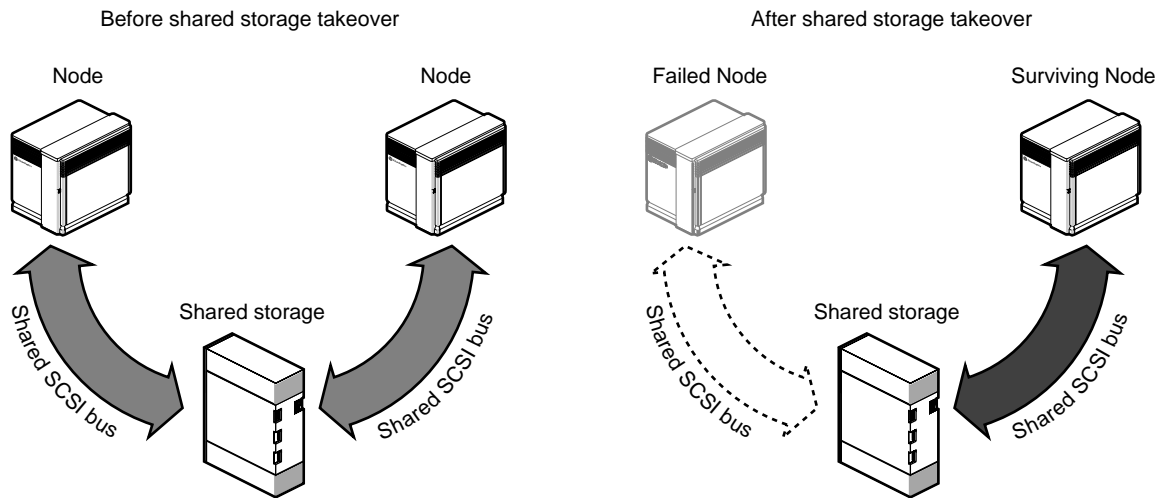 Before shared storage takeover
Node
Node
Shared storage
Shared SCSI bus
Shared SCSI bus
After shared storage takeover
Failed Node
Surviving Node
Shared storage
Shared SCSI bus
Shared SCSI bus